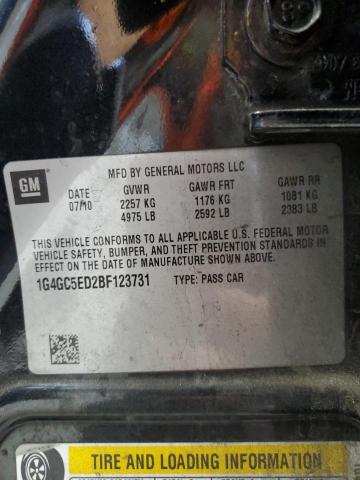 GM
MFD BY GENERAL MOTORS LLC
DATE GVWR GAWR FRT GAWR RR
07/10 2257 KG 1176 KG 1081 KG
4975 LB 2592 LB 2383 LB
THIS VEHICLE CONFORMS TO ALL APPLICABLE U.S. FEDERAL
VEHICLE SAFETY, BUMPER, AND THEFT PREVENTION STANDARDS
IN EFFECT ON THE DATE OF MANUFACTURE SHOWN ABOVE.
1G4GC5ED2BF123731 TYPE: PASS CAR
TIRE AND LOADING INFORMATION